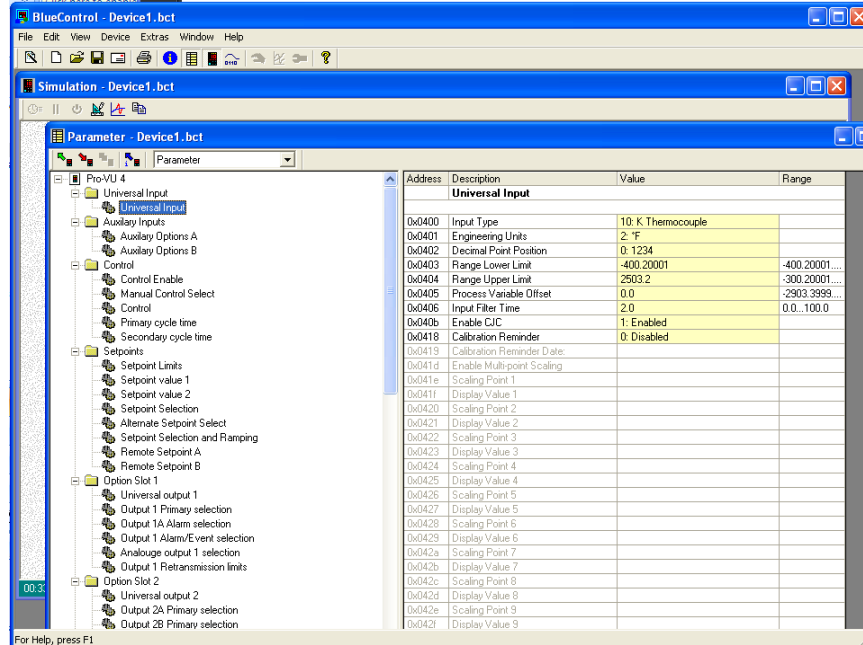 BlueControl - Device1.bct
File Edit View Device Extras Window Help
Simulation - Device1.bct
Parameter - Device1.bct
Parameter
Pro-VU 4
Universal Input
Universal Input
Auxilary Inputs
Auxilary Options A
Auxilary Options B
Control
Control Enable
Manual Control Select
Control
Primary cycle time
Secondary cycle time
Setpoints
Setpoint Limits
Setpoint value 1
Setpoint value 2
Setpoint Selection
Alternate Setpoint Select
Setpoint Selection and Ramping
Remote Setpoint A
Remote Setpoint B
Option Slot 1
Universal output 1
Output 1 Primary selection
Output 1A Alarm selection
Output 1 Alarm/Event selection
Analouge output 1 selection
Output 1 Retransmission limits
Option Slot 2
Universal output 2
Output 2A Primary selection
Output 2B Primary selection
Address Description Value Range
Universal Input
0x0400 Input Type 10: K Thermocouple
0x0401 Engineering Units 2: °F
0x0402 Decimal Point Position 0: 1234
0x0403 Range Lower Limit -400.20001 -400.20001....
0x0404 Range Upper Limit 2503.2 -300.20001....
0x0405 Process Variable Offset 0.0 -2903.3999....
0x0406 Input Filter Time 2.0 0.0...100.0
0x040b Enable CJC 1: Enabled
0x0418 Calibration Reminder 0: Disabled
0x0419 Calibration Reminder Date:
0x041d Enable Multi-point Scaling
0x041e Scaling Point 1
0x041f Display Value 1
0x0420 Scaling Point 2
0x0421 Display Value 2
0x0422 Scaling Point 3
0x0423 Display Value 3
0x0424 Scaling Point 4
0x0425 Display Value 4
0x0426 Scaling Point 5
0x0427 Display Value 5
0x0428 Scaling Point 6
0x0429 Display Value 6
0x042a Scaling Point 7
0x042b Display Value 7
0x042c Scaling Point 8
0x042d Display Value 8
0x042e Scaling Point 9
0x042f Display Value 9
For Help, press F1